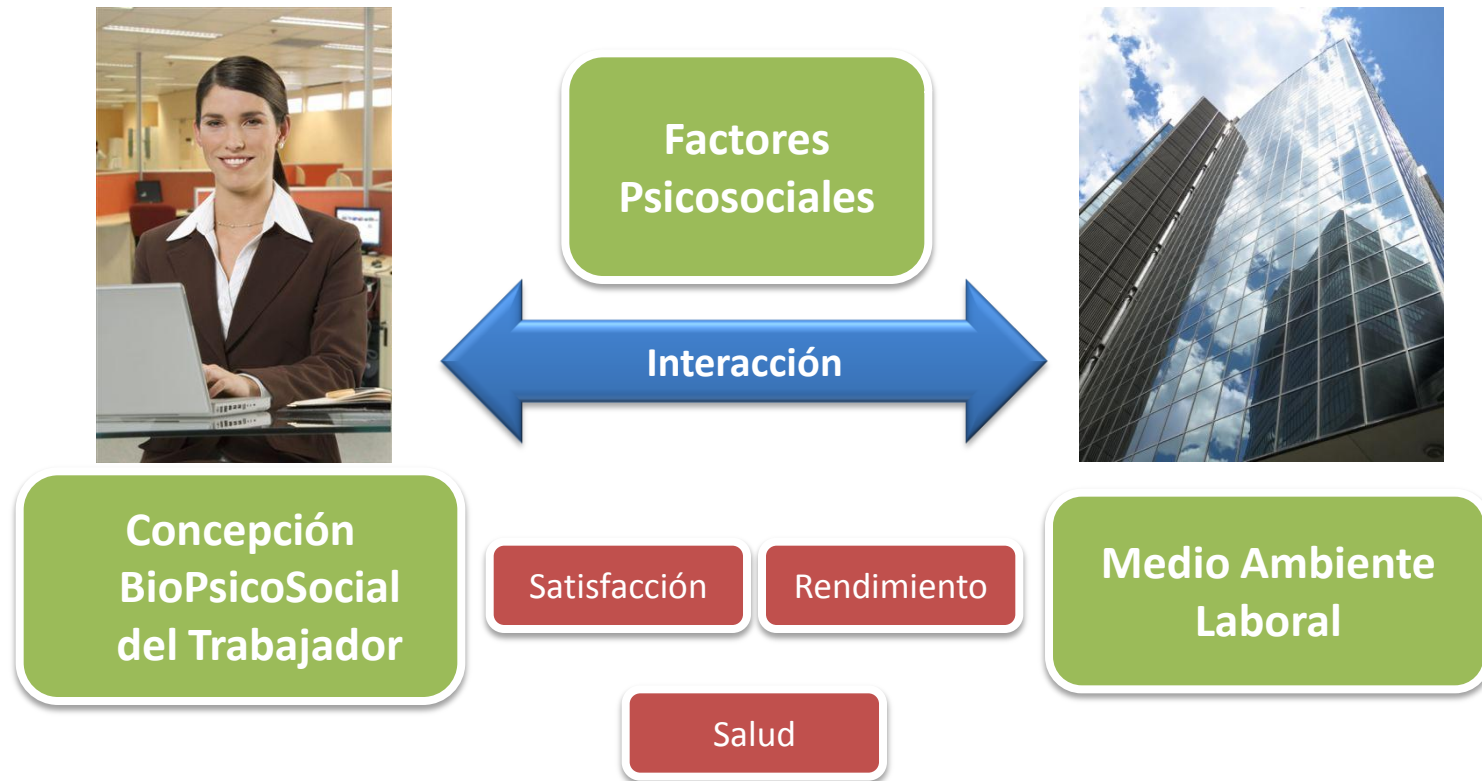 Factores
Psicosociales
Interacción
Concepción
BioPsicoSocial
del Trabajador
Satisfacción
Rendimiento
Medio Ambiente
Laboral
Salud